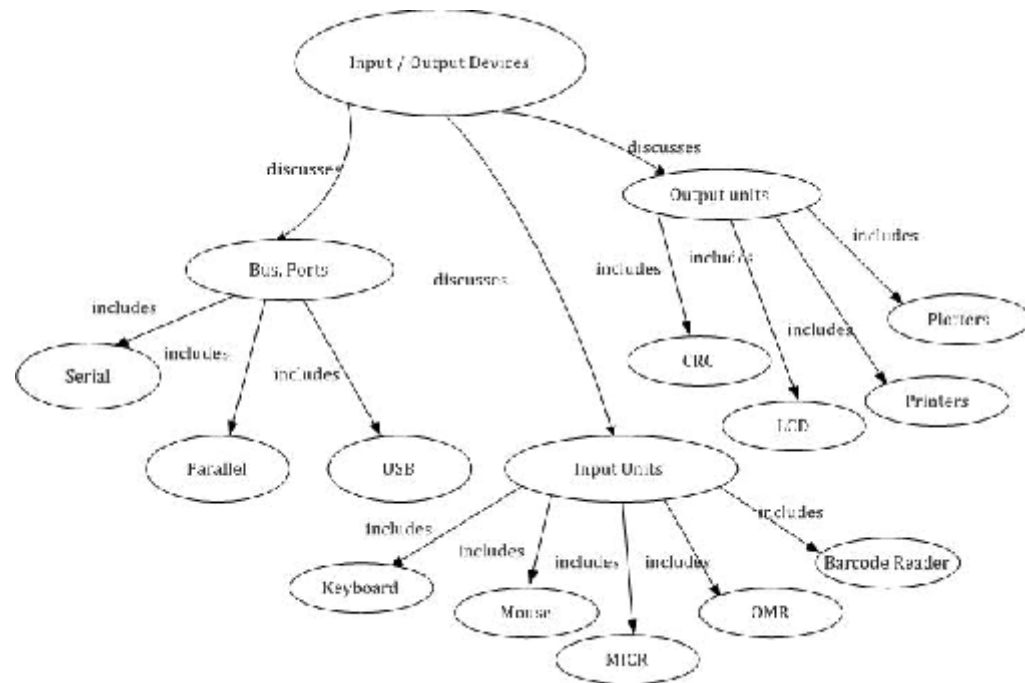 Input / Output Devices
discusses
discusses
discusses
Output units
includes
includes
includes
includes
Bus, Ports
includes
includes
includes
Serial
Parallel
USB
CRC
LCD
Printers
Plotters
Input Units
includes
includes
includes
includes
includes
Keyboard
Mouse
MICR
OMR
Barcode Reader